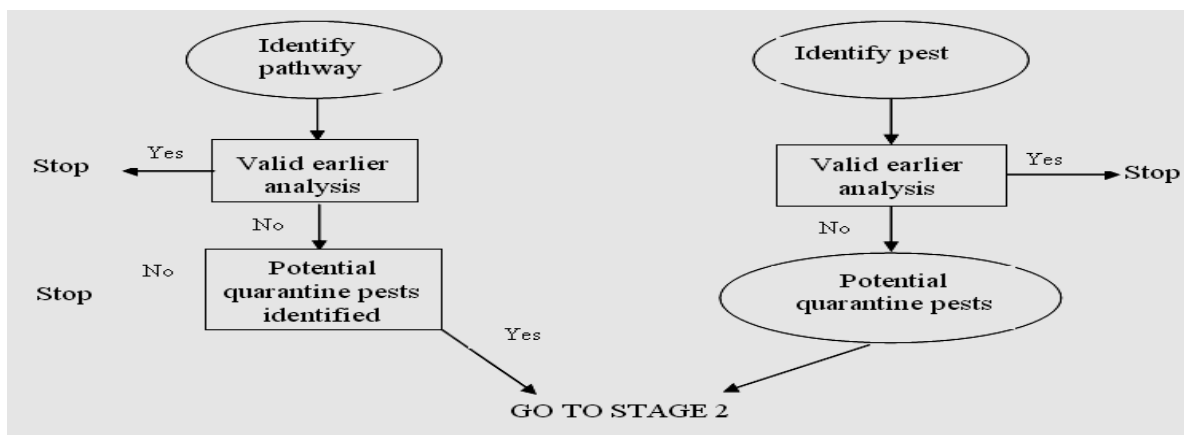 Identify
pathway
Identify pest
Stop
Yes
Valid earlier
analysis
Valid earlier
analysis
Yes
Stop
No
No
Stop
No
Potential
quarantine pests
identified
Potential
quarantine pests
Yes
GO TO STAGE 2